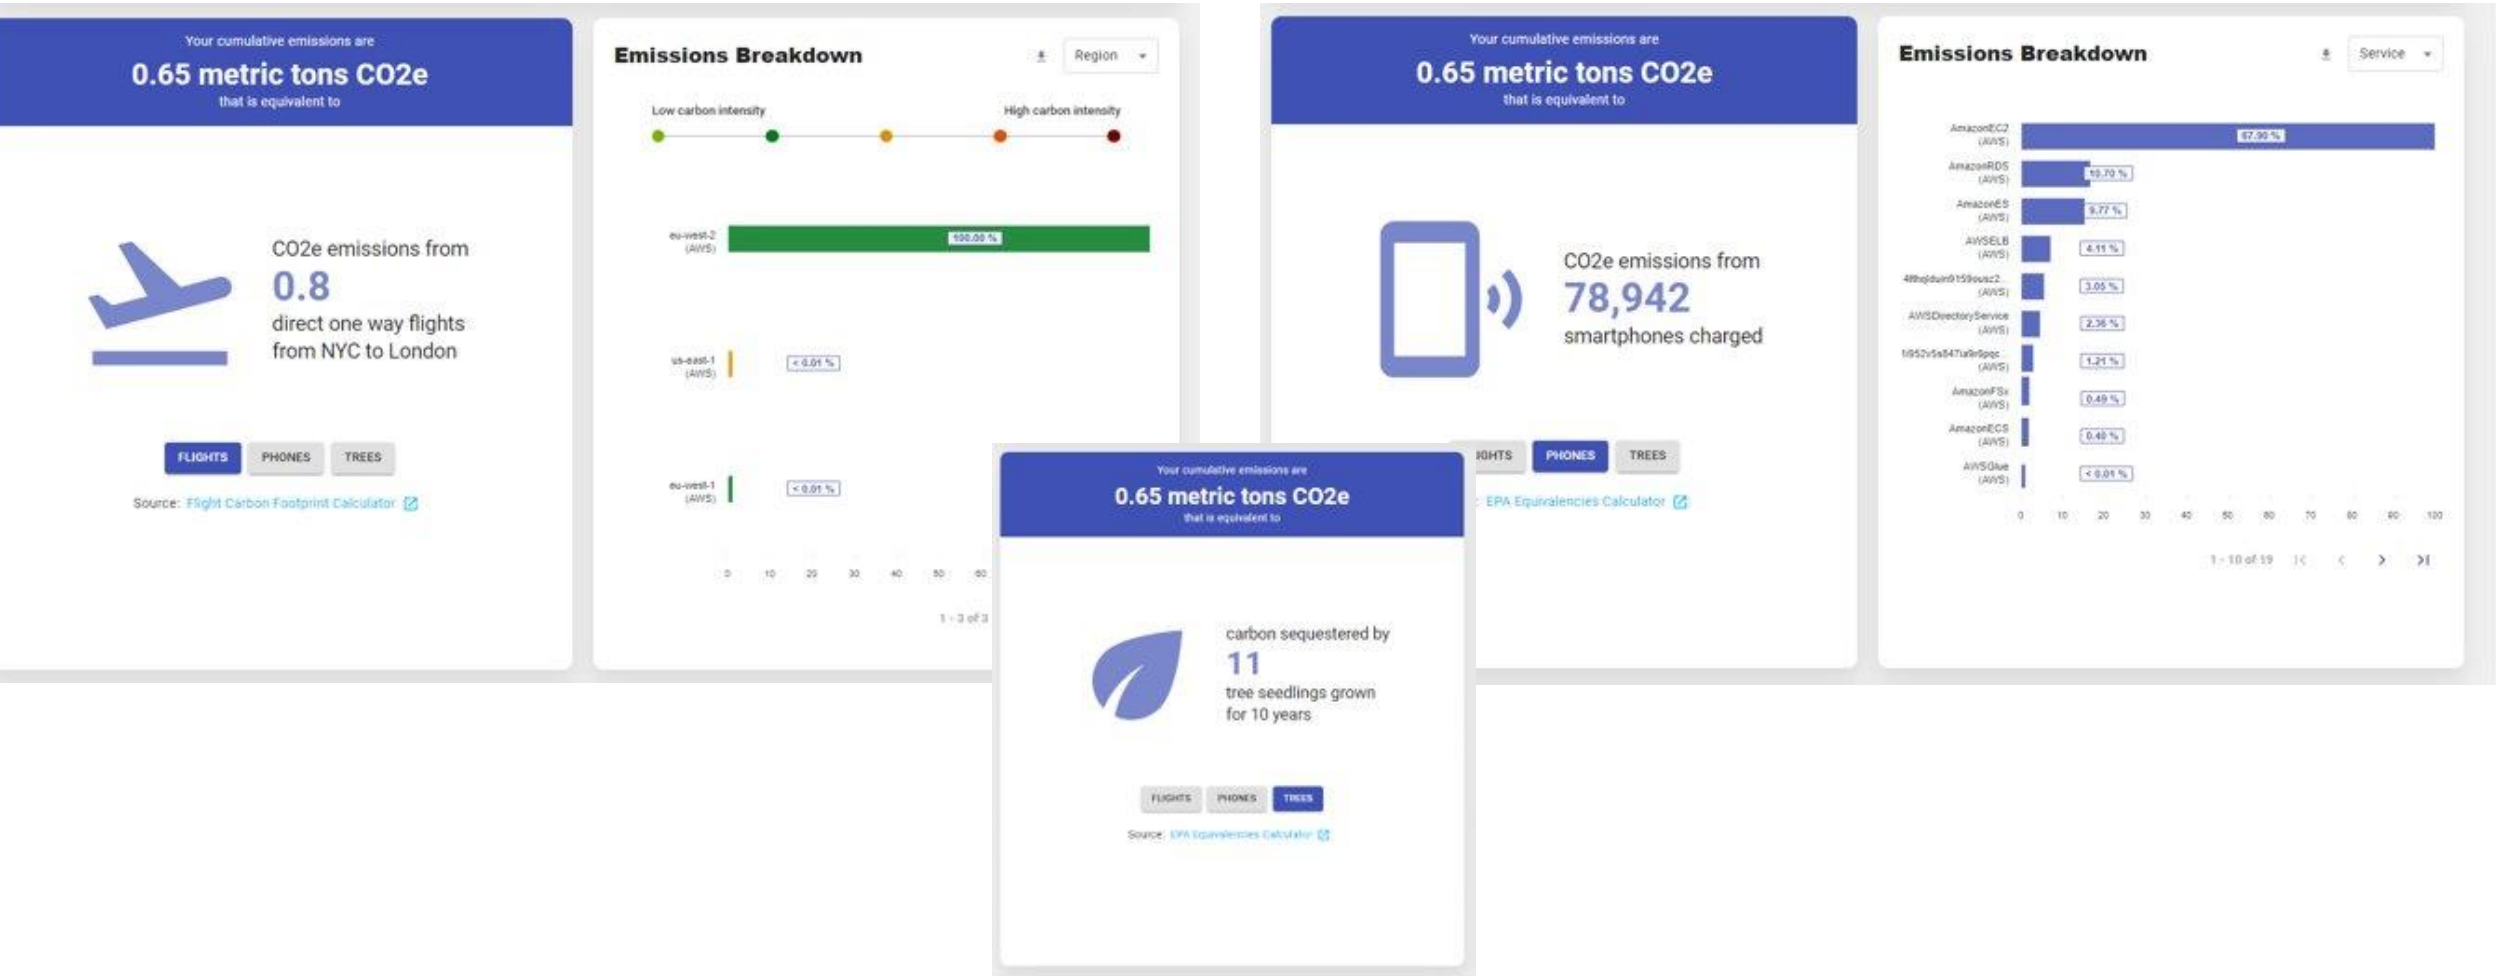 Your cumulative emissions are
0.65 metric tons CO2e
that is equivalent to
CO2e emissions from
0.8
direct one way flights
from NYC to London
FLIGHTS PHONES TREES
Source: Flight Carbon Footprint Calculator
Emissions Breakdown
Region
Low carbon intensity High carbon intensity
eu-west-2
(AWS)
100.00 %
us-east-1
(AWS)
< 0.01 %
eu-west-1
(AWS)
< 0.01 %
0 10 20 30 40 50 60
1 - 3 of 3
Your cumulative emissions are
0.65 metric tons CO2e
that is equivalent to
CO2e emissions from
78,942
smartphones charged
PHONES TREES
EPA Equivalencies Calculator
Emissions Breakdown
Service
AmazonEC2
(AWS)
67.90 %
AmazonRDS
(AWS)
10.70 %
AmazonES
(AWS)
9.77 %
AWSELB
(AWS)
4.11 %
(AWS)
3.05 %
AWSDirectoryService
(AWS)
2.36 %
(AWS)
1.21 %
AmazonFSx
(AWS)
0.49 %
AmazonECS
(AWS)
0.40 %
AWSGlue
(AWS)
< 0.01 %
0 10 20 30 40 50 60 70 80 90 100
1 - 10 of 19
Your cumulative emissions are
0.65 metric tons CO2e
that is equivalent to
carbon sequestered by
11
tree seedlings grown
for 10 years
FLIGHTS PHONES TREES
Source: EPA Equivalencies Calculator